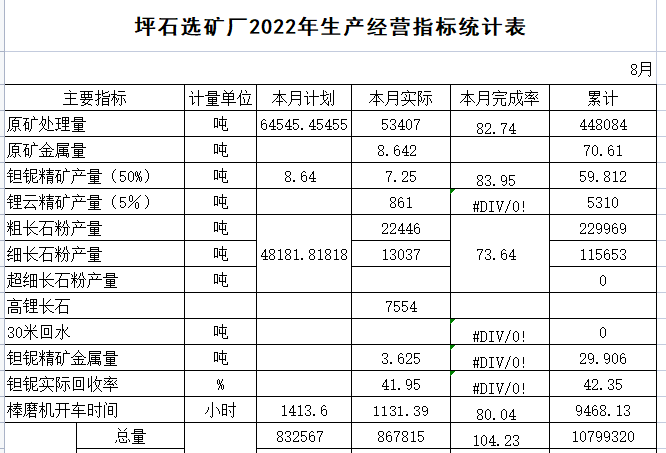 坪石选矿厂2022年生产经营指标统计表
8月
主要指标 计量单位 本月计划 本月实际 本月完成率 累计
原矿处理量 吨 64545.45455 53407 82.74 448084
原矿金属量 吨 8.642 70.61
钽铌精矿产量（50%） 吨 8.64 7.25 83.95 59.812
锂云精矿产量（5%） 吨 861 #DIV/0! 5310
粗长石粉产量 吨 22446 229969
细长石粉产量 吨 48181.81818 13037 73.64 115653
超细长石粉产量 吨 0
高锂长石 7554
30米回水 吨 #DIV/0! 0
钽铌精矿金属量 吨 3.625 #DIV/0! 29.906
钽铌实际回收率 % 41.95 #DIV/0! 42.35
棒磨机开车时间 小时 1413.6 1131.39 80.04 9468.13
总量 832567 867815 104.23 10799320